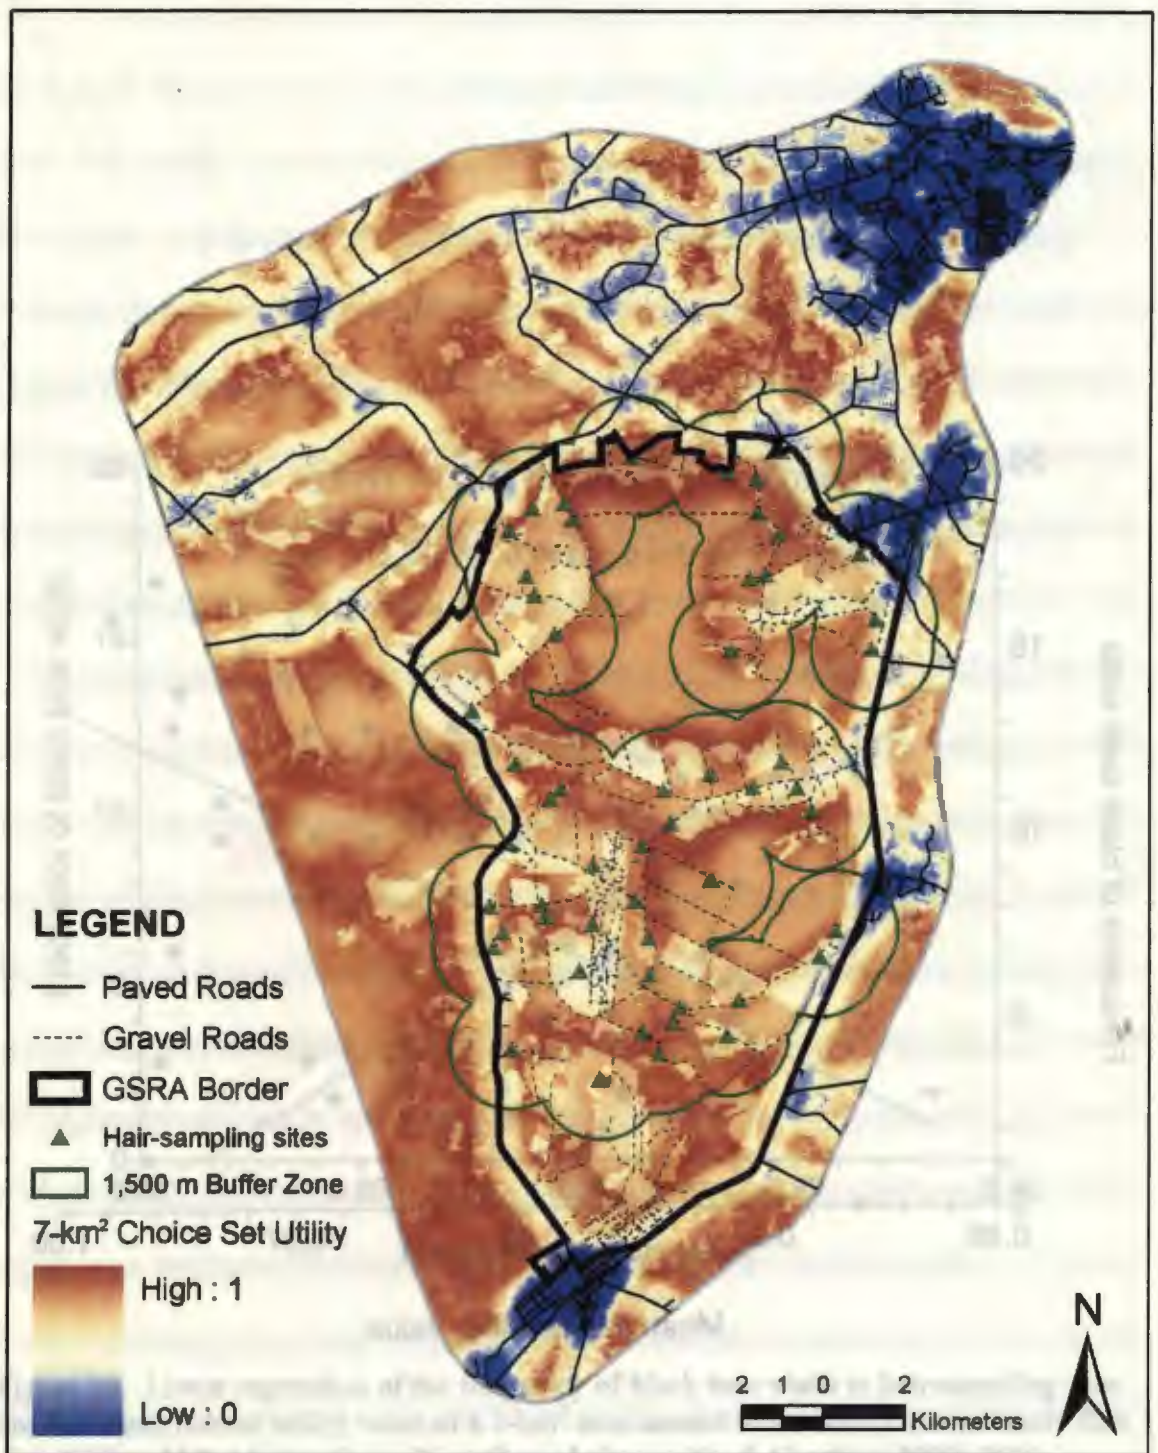 LEGEND
Paved Roads
Gravel Roads
GSRA Border
Hair-sampling sites
1,500 m Buffer Zone
7-km² Choice Set Utility
High : 1
Low : 0
N
2 1 0 2
Kilometers